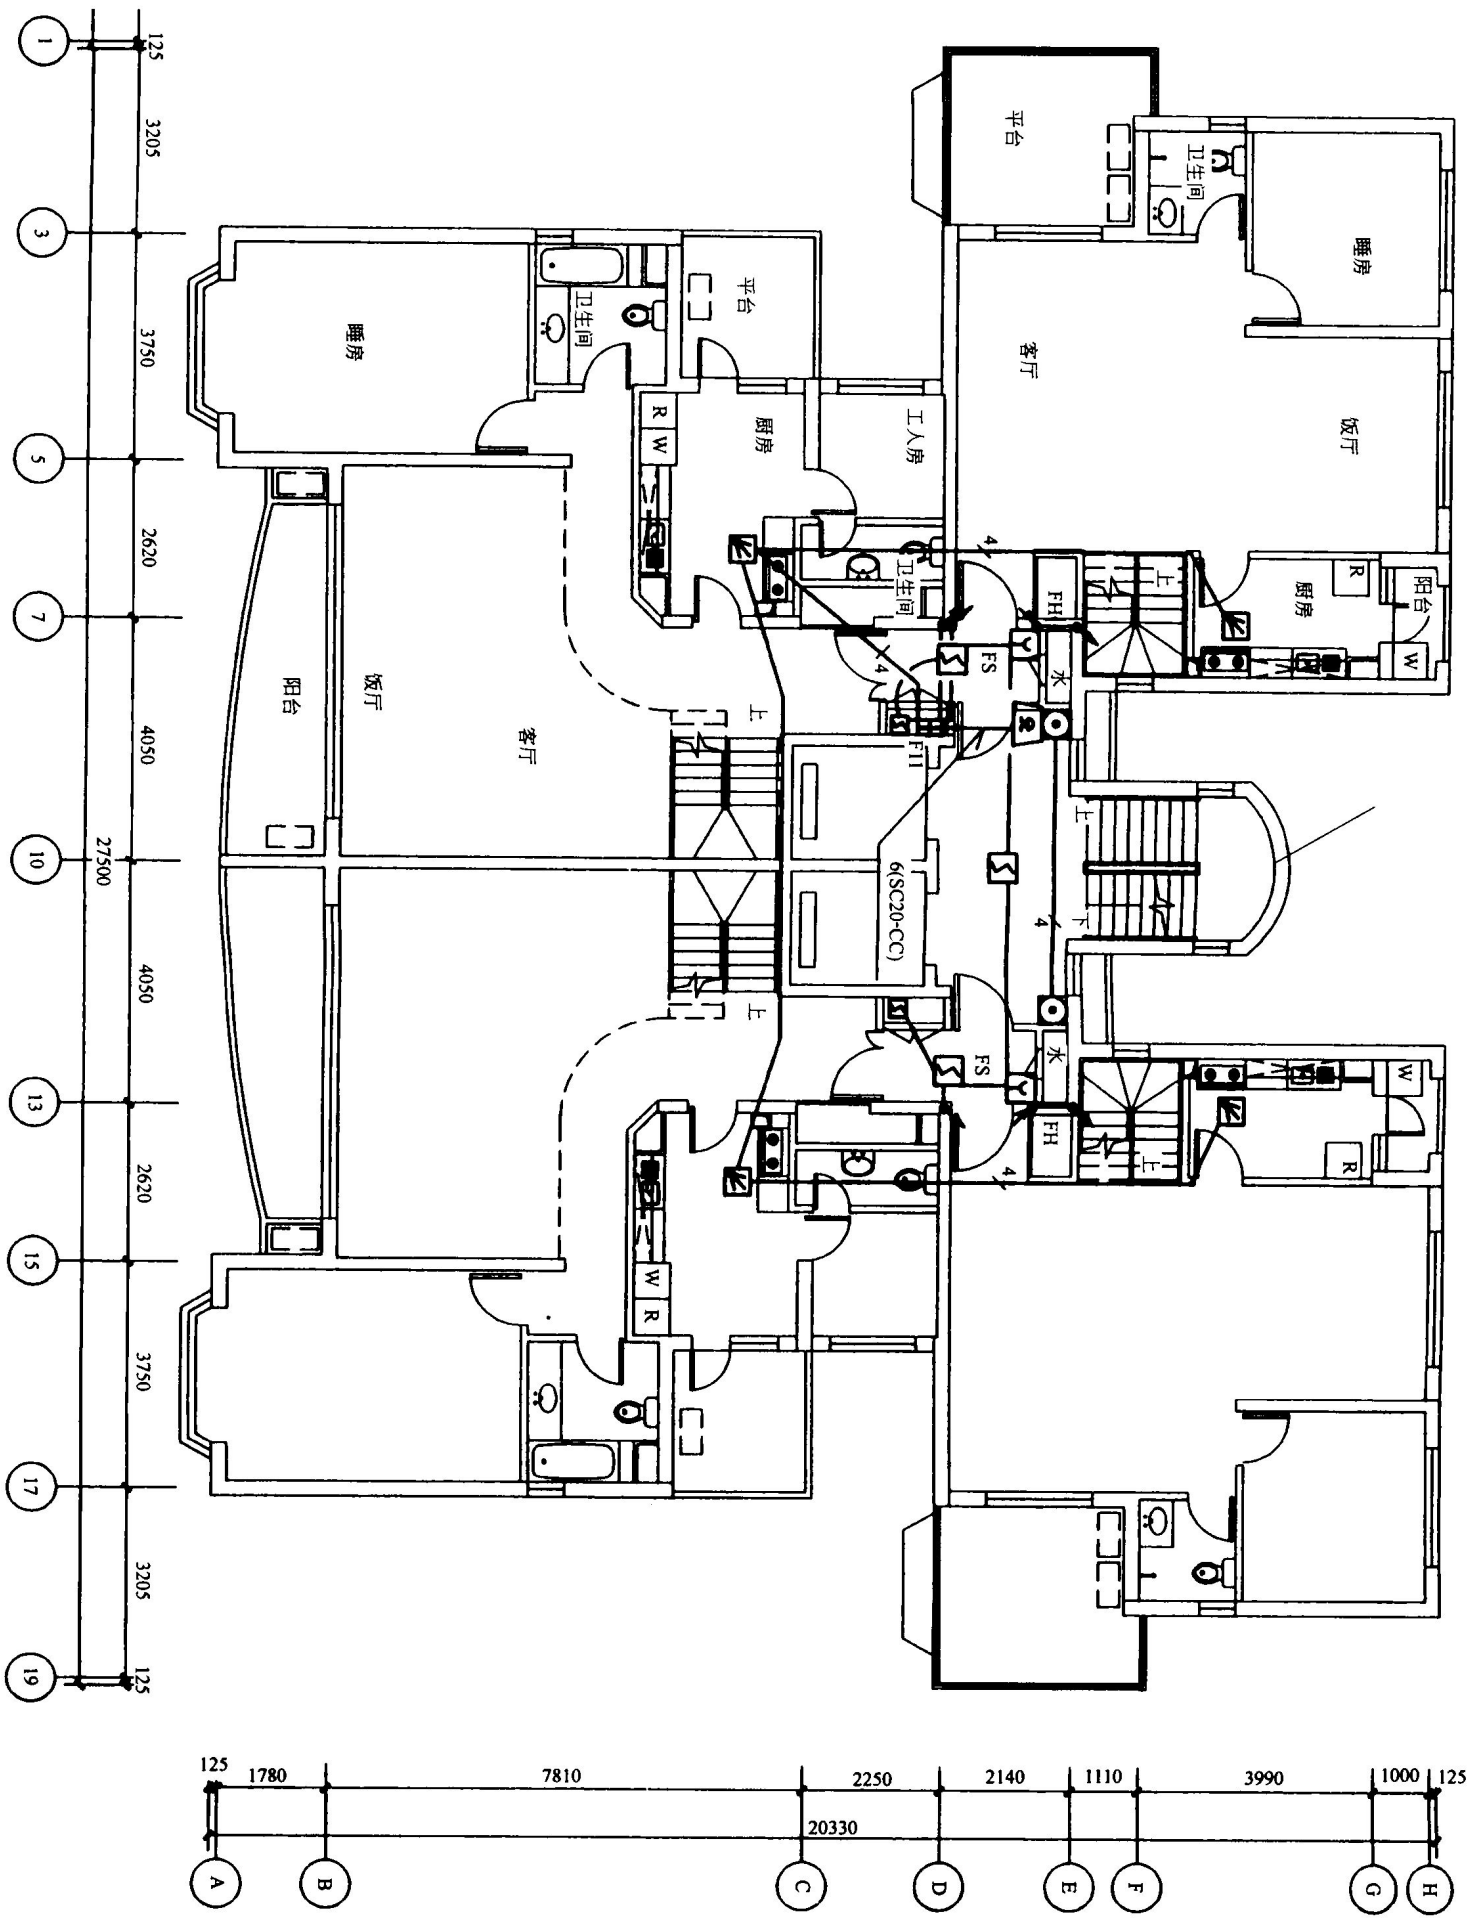 阳台
W
W
R
饭厅
睡房
厨房
R
卫生间
上
上
上
下
水
水
FH
FH
4
4
4
平台
客厅
FS
FS
工人房
卫生间
F11
6(SC20-CC)
4
厨房
平台
上
上
R
W
W
R
卫生间
客厅
睡房
饭厅
阳台
125
3205
3750
2620
4050
4050
2620
3750
3205
125
27500
1
3
5
7
10
13
15
17
19
125
1780
7810
2250
2140
1110
3990
1000
125
20330
A
B
C
D
E
F
G
H